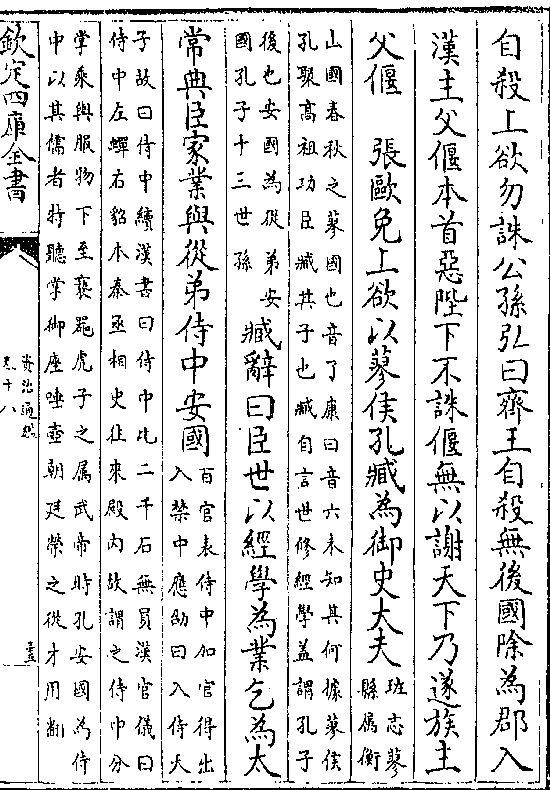 自殺上欲勿誅公孫弘曰齊王自殺無後國除為郡入
漢主父偃本首惡陛下不誅偃無以謝天下乃遂族主
父偃　張歐免上欲以蓼侯孔臧為御史大夫
班志蓼
縣屬衡
山國春秋之蓼國也音了康曰音六未知其何據蓼侯
孔聚高祖功臣臧其子也臧自言世修經學蓋謂孔子
後也安國為從弟安
國孔子十三世孫
臧辭曰臣世以經學為業乞為太
常典臣家業與從弟侍中安國
百官表侍中加官得出
入禁中應劭曰入侍天
子故曰侍中續漢書曰侍中比二千石無員漢官儀曰
侍中左蟬右貂本秦丞相史往來殿内故謂之侍中分
掌乘輿服物下至褻器虎子之屬武帝時孔安國為侍
中以其儒者特聽掌御座唾壺朝廷榮之從才用翻
欽定四庫全書
資治通鑑
卷十八